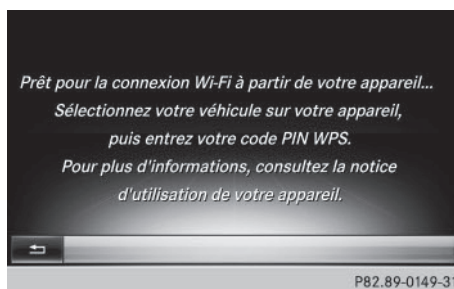 Prêt pour la connexion Wi-Fi à partir de votre appareil...
Sélectionnez votre véhicule sur votre appareil,
puis entrez votre code PIN WPS.
Pour plus d'informations, consultez la notice
d'utilisation de votre appareil.
P82.89-0149-31